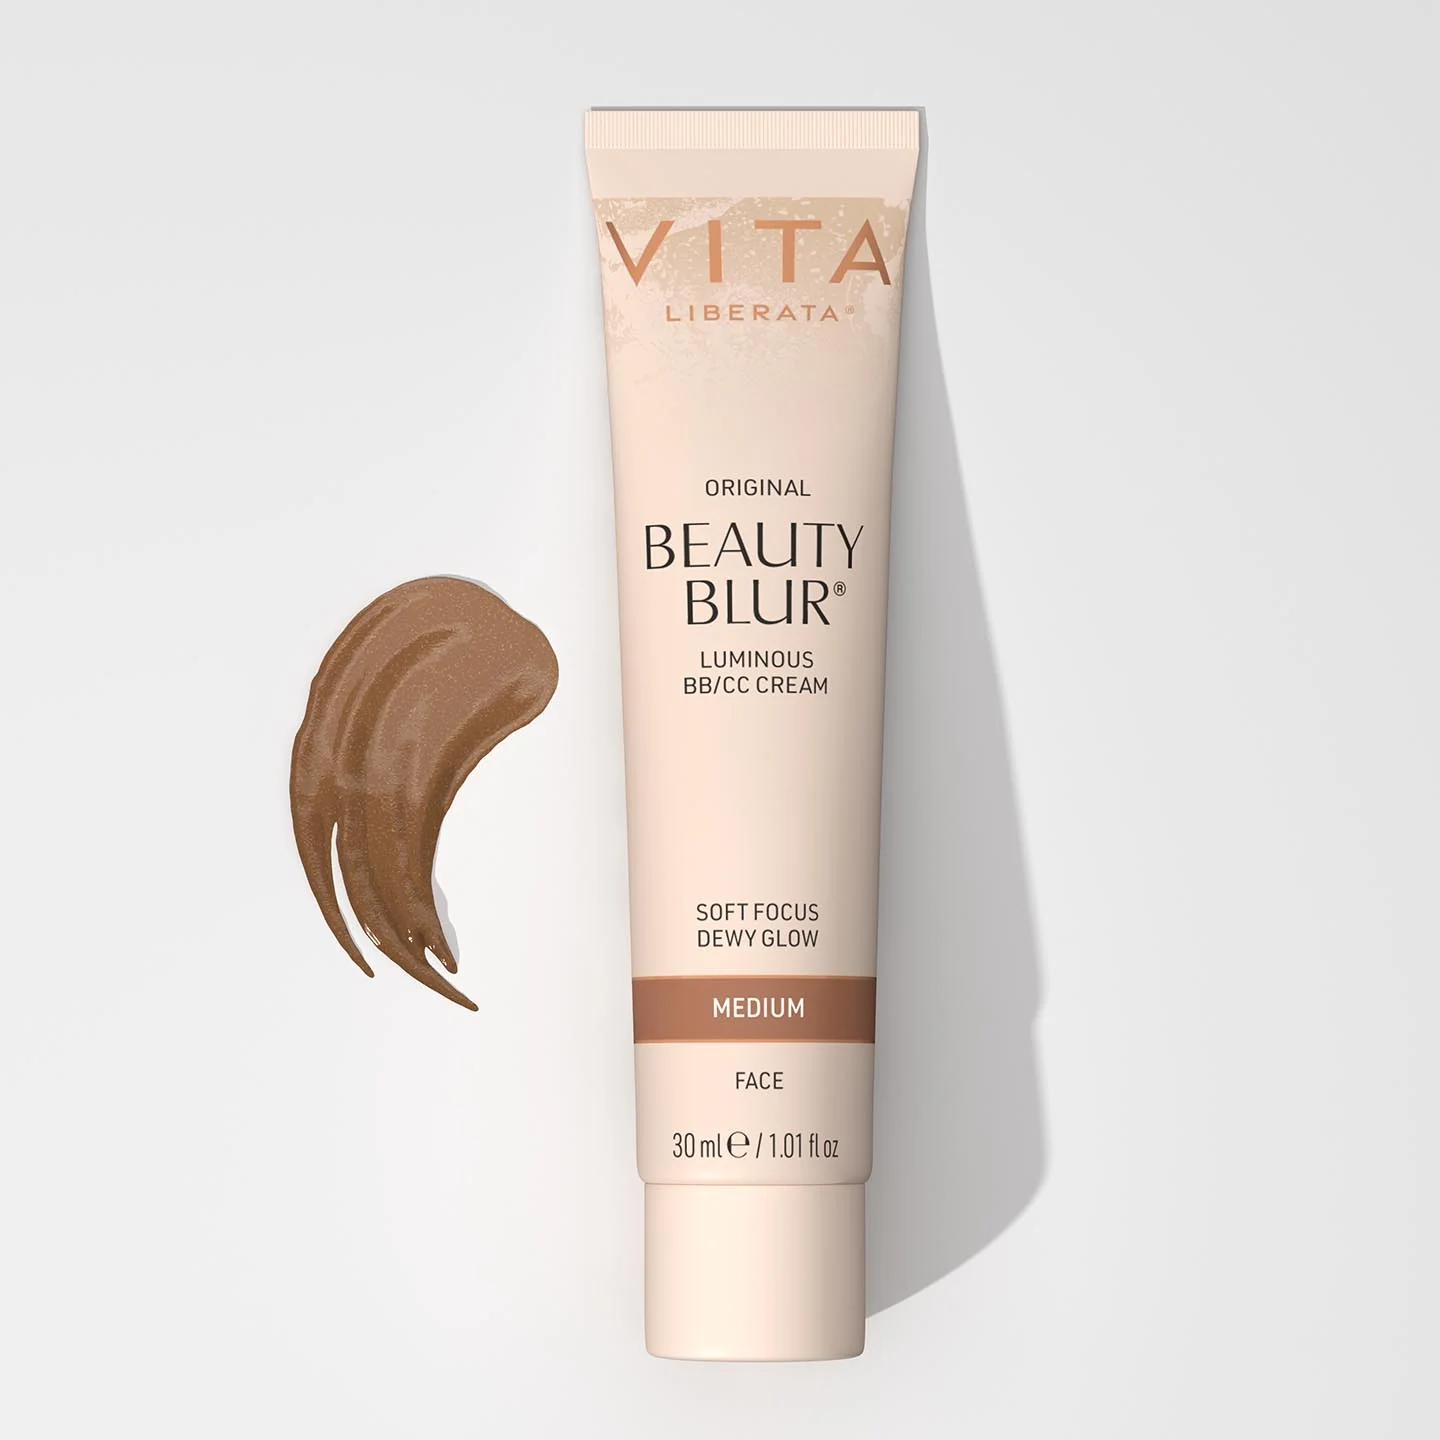 VITA
LIBERATA®
ORIGINAL
BEAUTY
BLUR®
LUMINOUS
BB/CC CREAM
SOFT FOCUS
DEWY GLOW
MEDIUM
FACE
30 ml ℮ / 1.01 fl oz